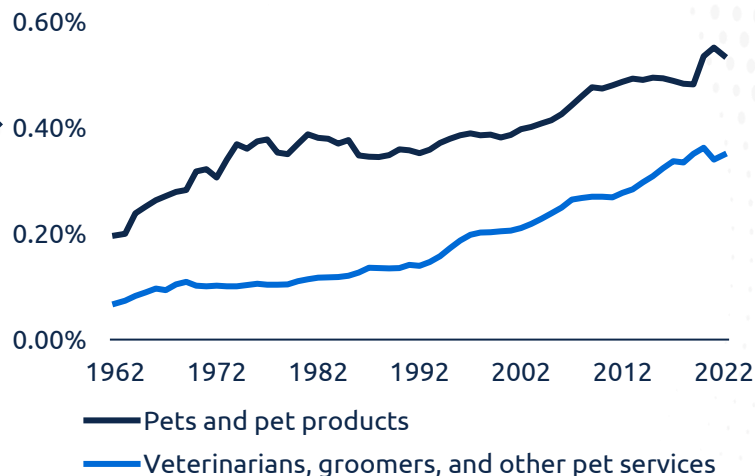 0.60%
0.40%
0.20%
0.00%
1962 1972 1982 1992 2002 2012 2022
Pets and pet products
Veterinarians, groomers, and other pet services